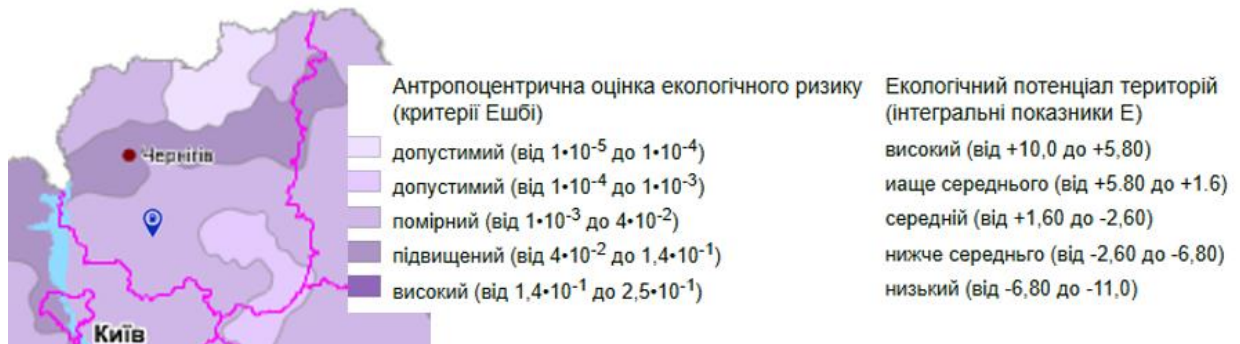 Антропоцентрична оцінка екологічного ризику
(критерії Ешбі)
допустимий (від 1•10-5 до 1•10-4)
допустимий (від 1•10-4 до 1•10-3)
помірний (від 1•10-3 до 4•10-2)
підвищений (від 4•10-2 до 1,4•10-1)
високий (від 1,4•10-1 до 2,5•10-1)
Екологічний потенціал територій
(інтегральні показники Е)
високий (від +10,0 до +5,80)
иаще середнього (від +5.80 до +1.6)
середній (від +1,60 до -2,60)
нижче середньго (від -2,60 до -6,80)
низький (від -6,80 до -11,0)
Чернігів
Київ